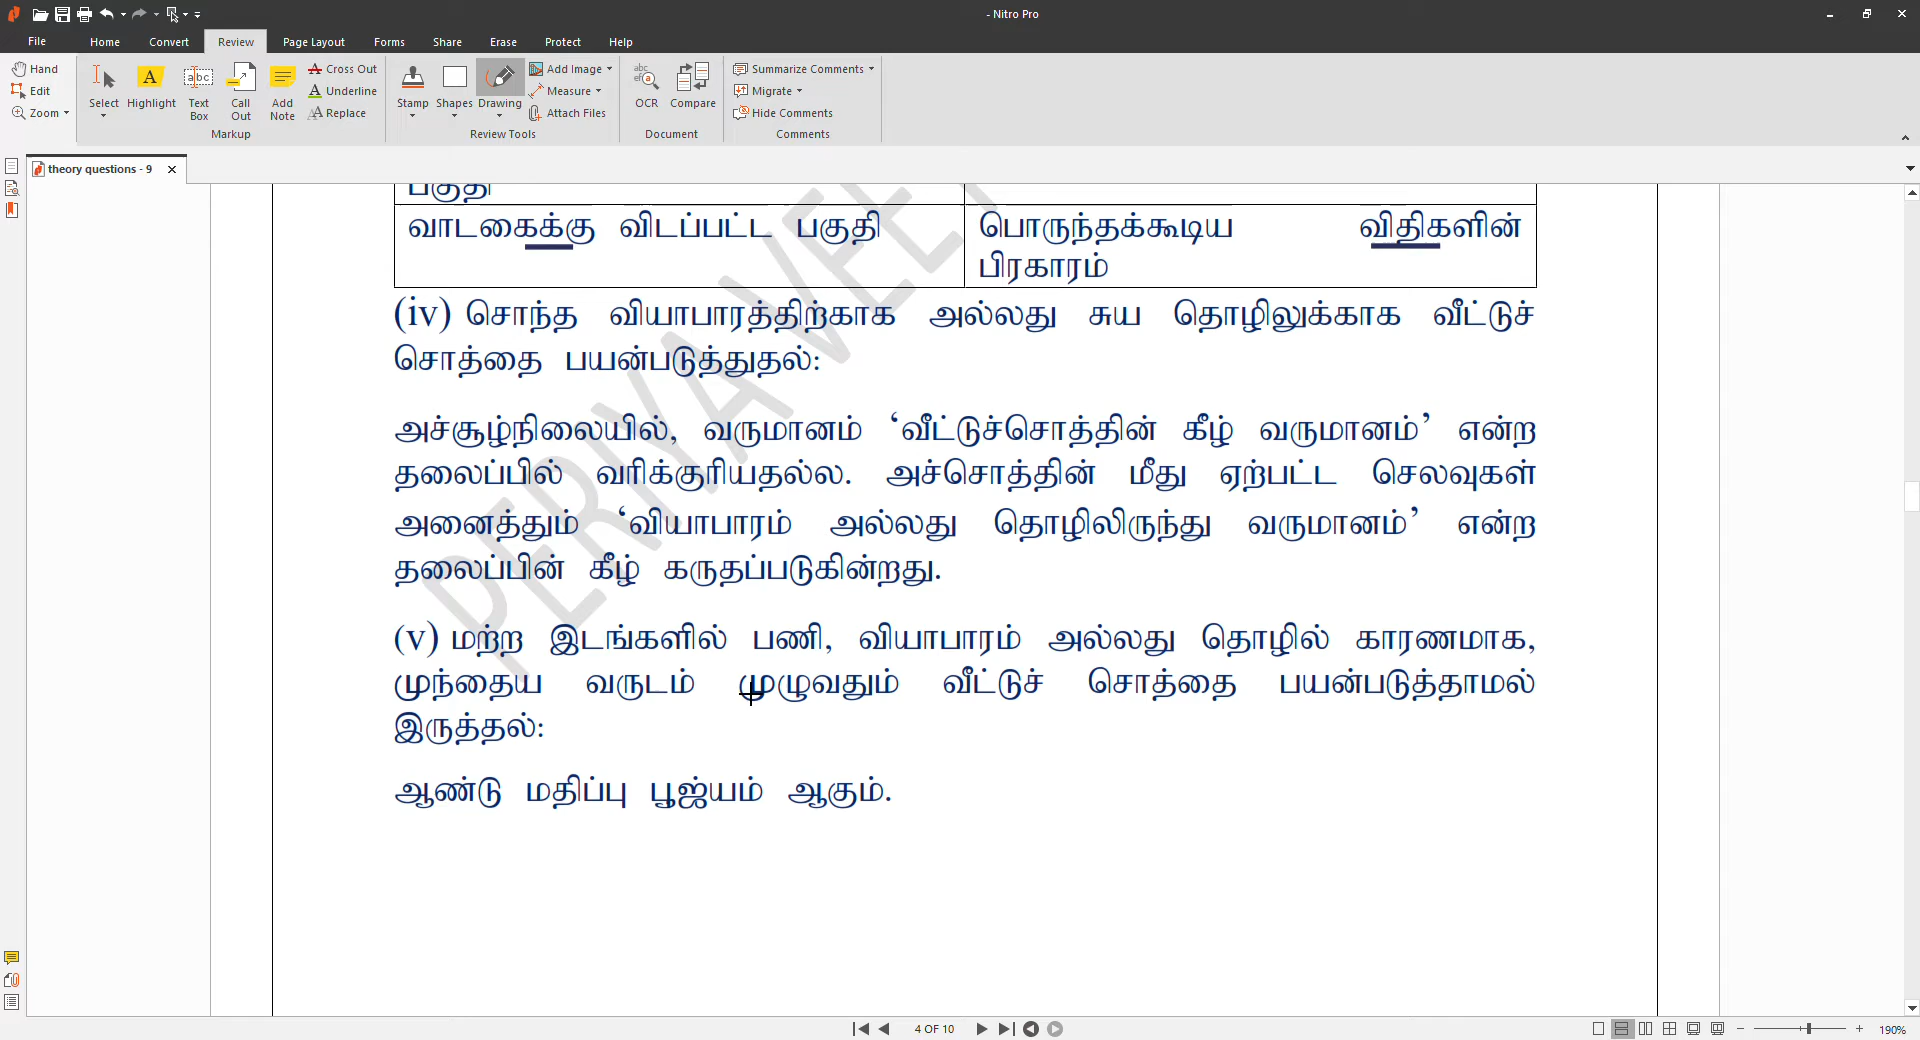 - Nitro Pro
File Home Convert Review Page Layout Forms Share Erase Protect Help
Hand
Edit
Zoom
Select
Highlight
Text Box
Call Out
Add Note
Cross Out
Underline
Replace
Markup
Stamp
Shapes
Drawing
Add Image
Measure
Attach Files
Review Tools
OCR
Compare
Document
Summarize Comments
Migrate
Hide Comments
Comments
theory questions - 9
பகுதி
வாடகைக்கு விடப்பட்ட பகுதி
பொருந்தக்கூடிய விதிகளின்
பிரகாரம்
(iv) சொந்த வியாபாரத்திற்காக அல்லது சுய தொழிலுக்காக வீட்டுச்
சொத்தை பயன்படுத்துதல்:
அச்சூழ்நிலையில், வருமானம் ‘வீட்டுச்சொத்தின் கீழ் வருமானம்’ என்ற
தலைப்பில் வரிக்குரியதல்ல. அச்சொத்தின் மீது ஏற்பட்ட செலவுகள்
அனைத்தும் ‘வியாபாரம் அல்லது தொழிலிருந்து வருமானம்’ என்ற
தலைப்பின் கீழ் கருதப்படுகின்றது.
(v) மற்ற இடங்களில் பணி, வியாபாரம் அல்லது தொழில் காரணமாக,
முந்தைய வருடம் முழுவதும் வீட்டுச் சொத்தை பயன்படுத்தாமல்
இருத்தல்:
ஆண்டு மதிப்பு பூஜ்யம் ஆகும்.
PERIYA VEE
4 OF 10
190%